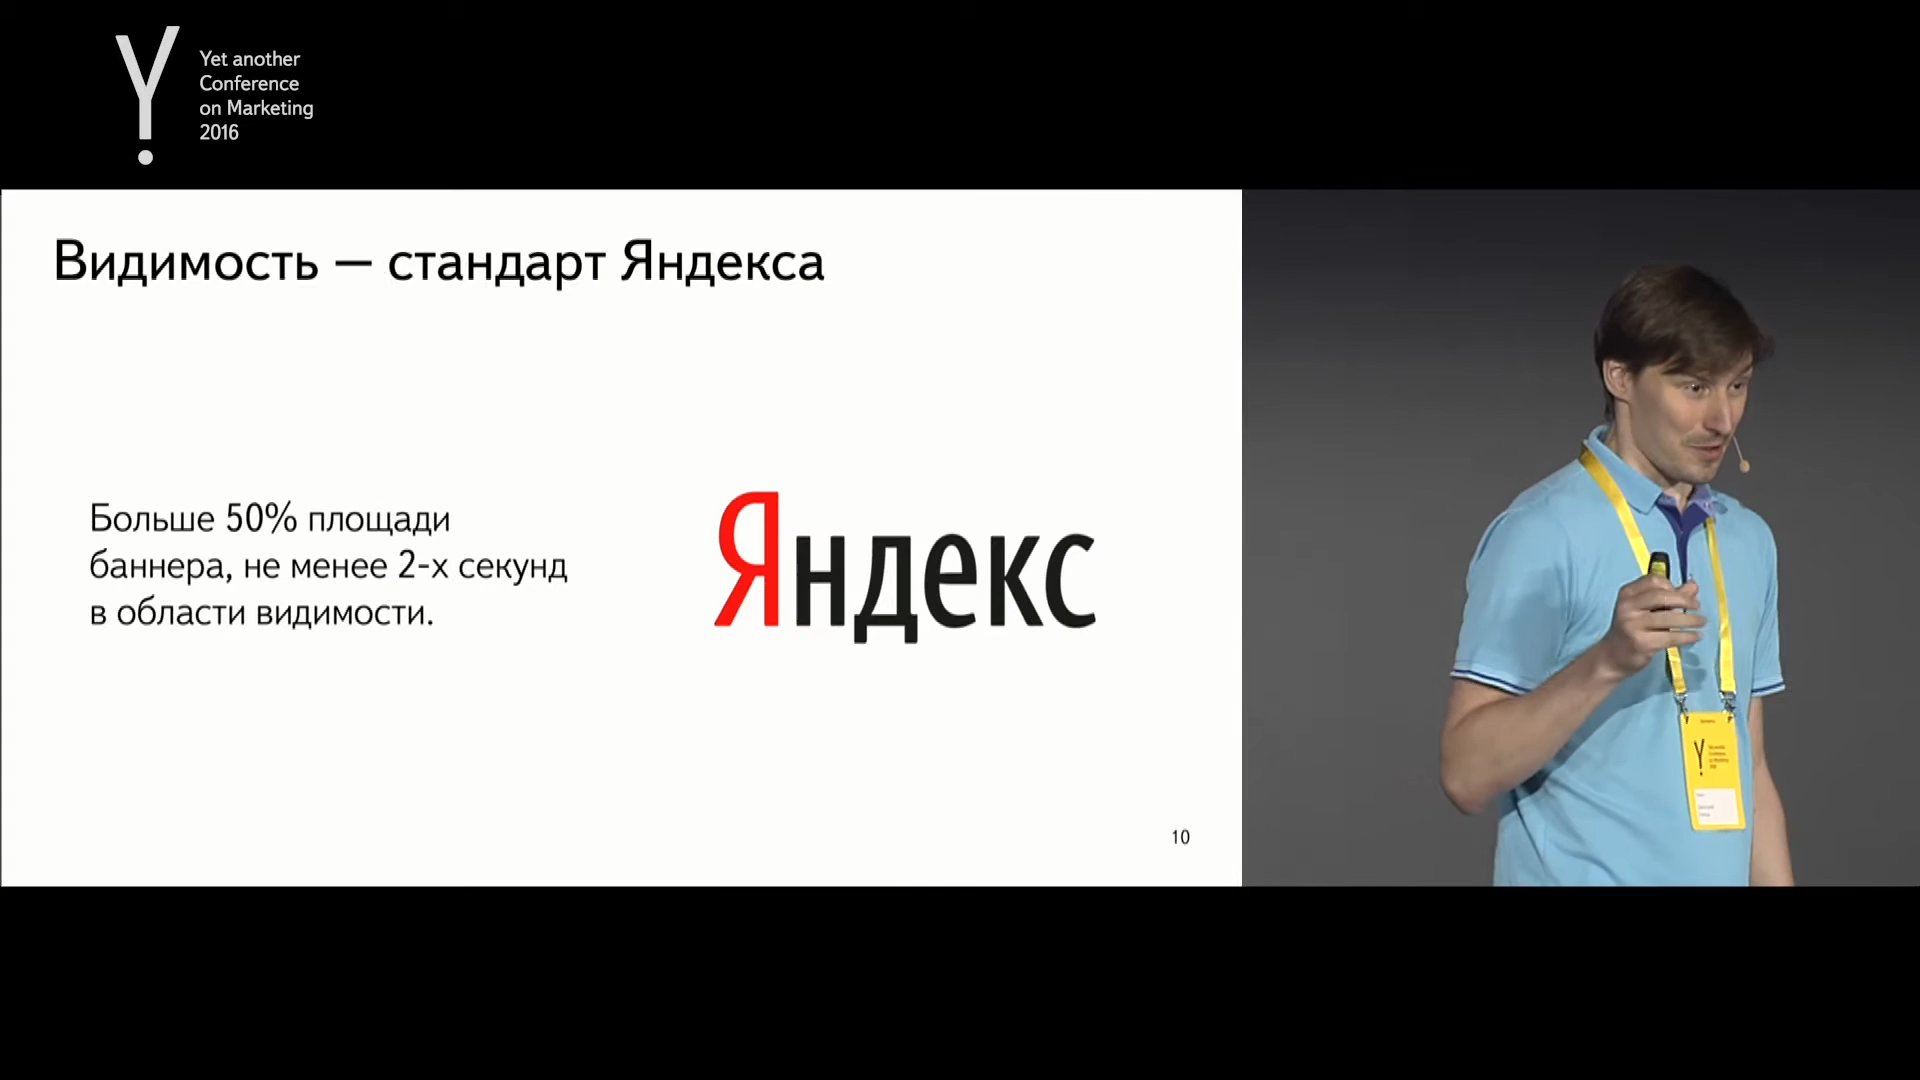 Yet another
Conference
on Marketing
2016
Видимость — стандарт Яндекса
Больше 50% площади
баннера, не менее 2-х секунд
в области видимости.
Яндекс
10